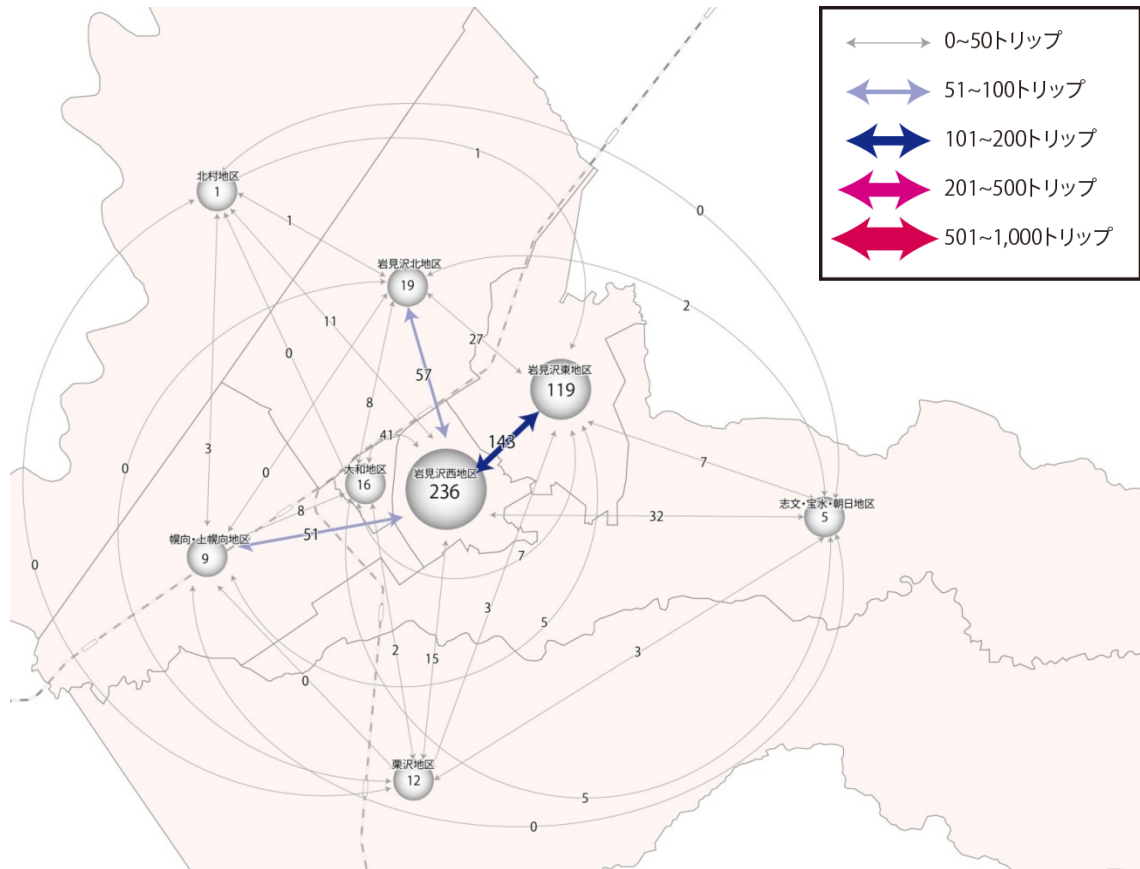 0~50トリップ
51~100トリップ
101~200トリップ
201~500トリップ
501~1,000トリップ
1
北村地区
1
0
1
岩見沢北地区
19
2
11
27
0
57
岩見沢東地区
119
8
41
143
3
0
0
大和地区
16
岩見沢西地区
236
7
志文・宝水・朝日地区
5
8
32
51
幌向・上幌向地区
9
7
0
3
5
2
15
3
0
栗沢地区
12
5
0